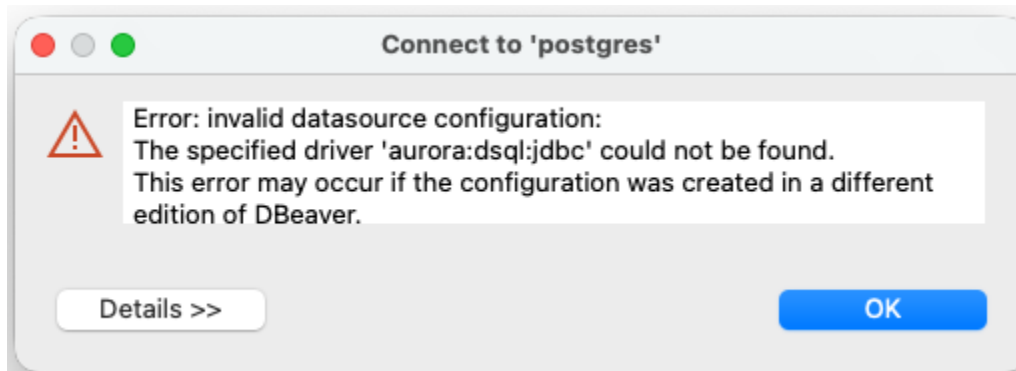 Connect to 'postgres'
Error: invalid datasource configuration:
The specified driver 'aurora:dsql:jdbc' could not be found.
This error may occur if the configuration was created in a different
edition of DBeaver.
Details >>
OK